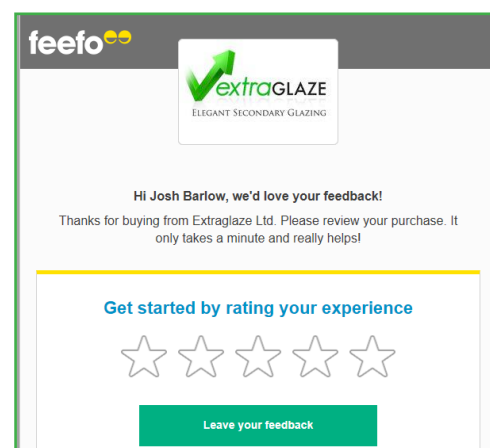 feefo
extraGLAZE
ELEGANT SECONDARY GLAZING
Hi Josh Barlow, we'd love your feedback!
Thanks for buying from Extraglaze Ltd. Please review your purchase. It
only takes a minute and really helps!
Get started by rating your experience
Leave your feedback